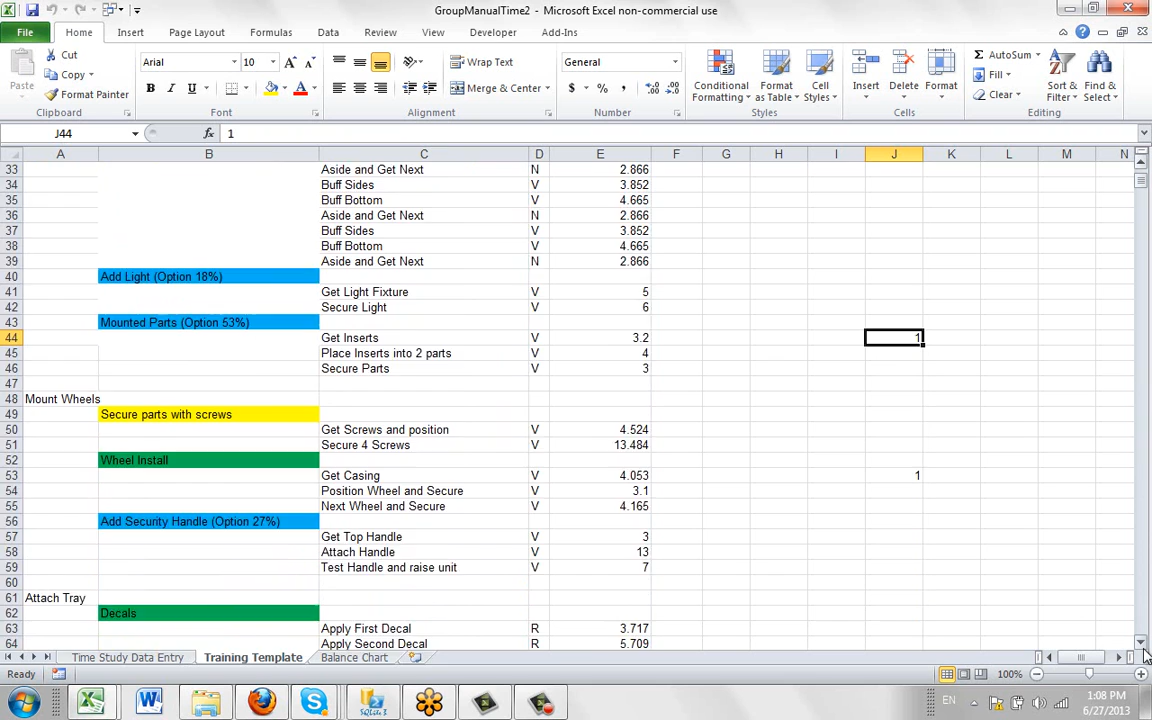 GroupManualTime2 - Microsoft Excel non-commercial use
File Home Insert Page Layout Formulas Data Review View Developer Add-Ins
Paste
Cut
Copy
Format Painter
Clipboard
Arial 10
B I U A
Font
Wrap Text
Merge & Center
Alignment
General
$ % ,
Number
Conditional Formatting
Format as Table
Cell Styles
Styles
Insert Delete Format
Cells
Σ AutoSum
Fill
Clear
Sort & Filter
Find & Select
Editing
J44 fx 1
A B C D E F G H I J K L M N
33 Aside and Get Next N 2.866
34 Buff Sides V 3.852
35 Buff Bottom V 4.665
36 Aside and Get Next N 2.866
37 Buff Sides V 3.852
38 Buff Bottom V 4.665
39 Aside and Get Next N 2.866
40 Add Light (Option 18%)
41 Get Light Fixture V 5
42 Secure Light V 6
43 Mounted Parts (Option 53%)
44 Get Inserts V 3.2 1
45 Place Inserts into 2 parts V 4
46 Secure Parts V 3
47
48 Mount Wheels
49 Secure parts with screws
50 Get Screws and position V 4.524
51 Secure 4 Screws V 13.484
52 Wheel Install
53 Get Casing V 4.053 1
54 Position Wheel and Secure V 3.1
55 Next Wheel and Secure V 4.165
56 Add Security Handle (Option 27%)
57 Get Top Handle V 3
58 Attach Handle V 13
59 Test Handle and raise unit V 7
60
61 Attach Tray
62 Decals
63 Apply First Decal R 3.717
64 Apply Second Decal R 5.709
Time Study Data Entry Training Template Balance Chart
Ready 100%
EN 1:08 PM
6/27/2013